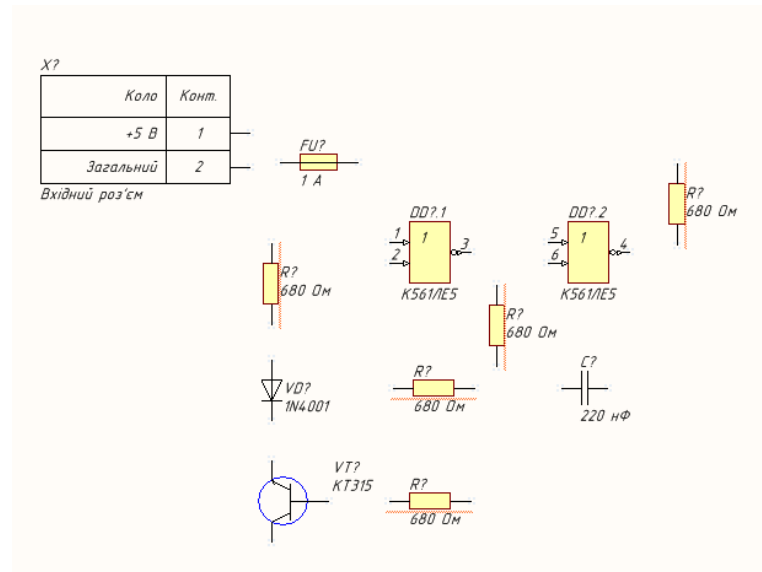 X?
Коло Конт.
+5 В 1
Загальний 2
Вхідний роз'єм
FU?
1 А
R?
680 Ом
DD?.1
1 1 3
2
К561ЛЕ5
DD?.2
5 1 4
6
К561ЛЕ5
R?
680 Ом
R?
680 Ом
VD?
1N4001
R?
680 Ом
C?
220 нФ
VT?
КТ315
R?
680 Ом